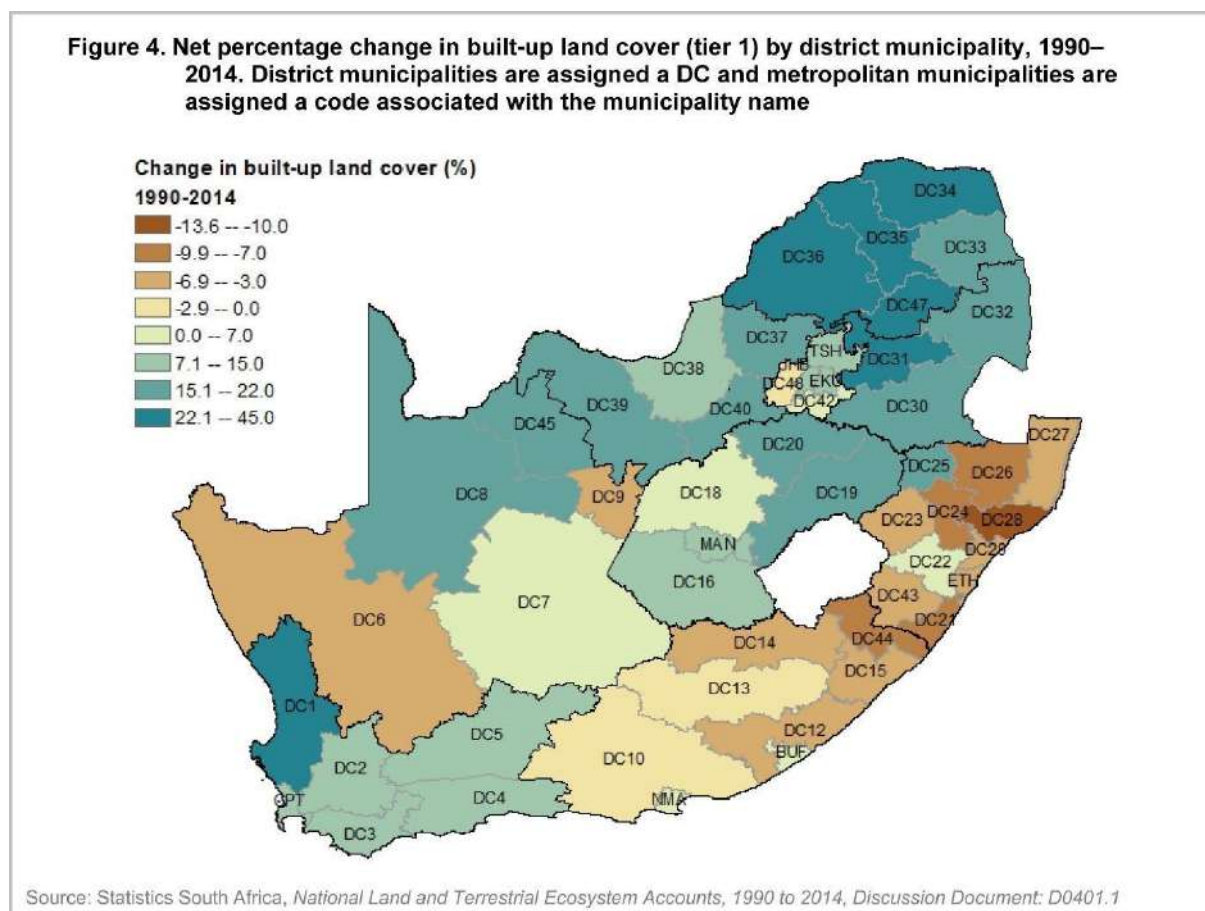 Figure 4. Net percentage change in built-up land cover (tier 1) by district municipality, 1990–
2014. District municipalities are assigned a DC and metropolitan municipalities are
assigned a code associated with the municipality name
Change in built-up land cover (%)
1990-2014
-13.6 -- -10.0
-9.9 -- -7.0
-6.9 -- -3.0
-2.9 -- 0.0
0.0 -- 7.0
7.1 -- 15.0
15.1 -- 22.0
22.1 -- 45.0
DC34
DC35
DC33
DC36
DC47
DC32
DC37
TSH
DC31
JHB
DC38
DC48
EKU
DC42
DC39
DC40
DC30
DC45
DC20
DC27
DC25
DC26
DC8
DC9
DC18
DC19
DC24
DC23
DC28
MAN
DC29
DC22
DC16
ETH
DC7
DC43
DC6
DC21
DC14
DC44
DC15
DC13
DC1
DC12
DC5
BUF
DC10
DC2
CPT
DC4
NMA
DC3
Source: Statistics South Africa, National Land and Terrestrial Ecosystem Accounts, 1990 to 2014, Discussion Document: D0401.1